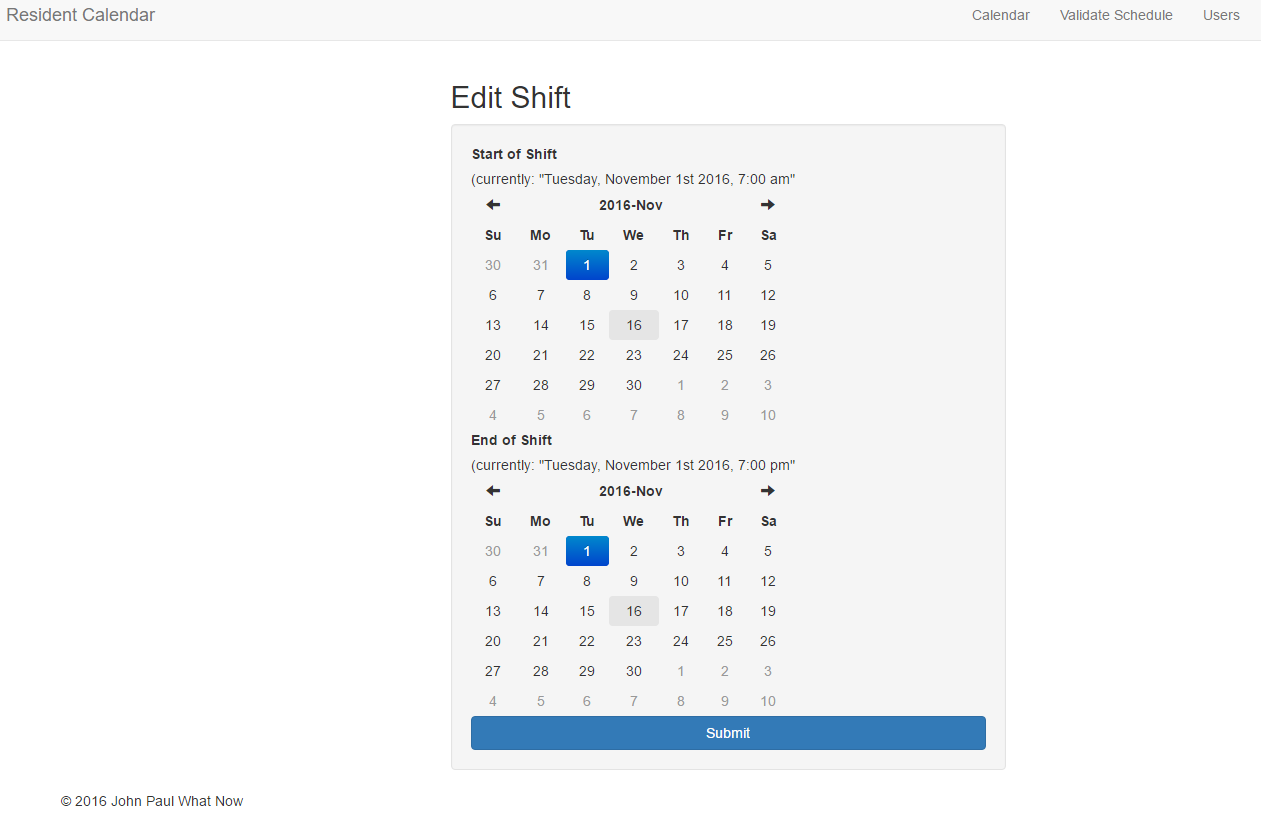 Resident Calendar Calendar Validate Schedule Users
Edit Shift
Start of Shift
(currently: "Tuesday, November 1st 2016, 7:00 am"
2016-Nov
Su Mo Tu We Th Fr Sa
30 31 1 2 3 4 5
6 7 8 9 10 11 12
13 14 15 16 17 18 19
20 21 22 23 24 25 26
27 28 29 30 1 2 3
4 5 6 7 8 9 10
End of Shift
(currently: "Tuesday, November 1st 2016, 7:00 pm"
2016-Nov
Su Mo Tu We Th Fr Sa
30 31 1 2 3 4 5
6 7 8 9 10 11 12
13 14 15 16 17 18 19
20 21 22 23 24 25 26
27 28 29 30 1 2 3
4 5 6 7 8 9 10
Submit
© 2016 John Paul What Now